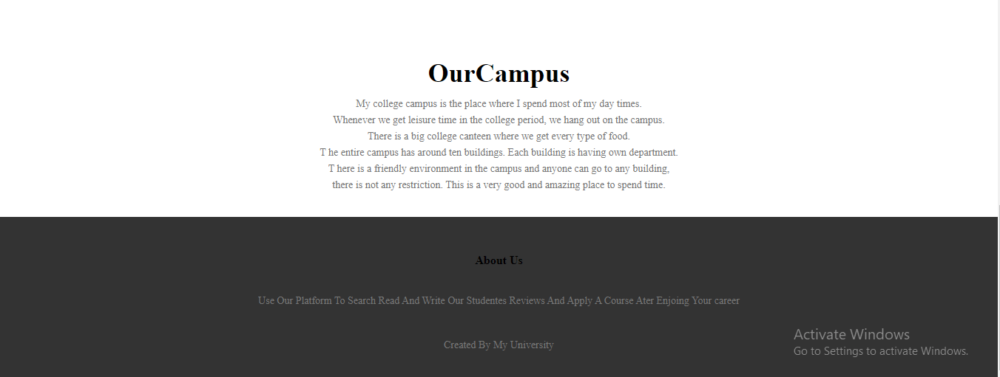 OurCampus
My college campus is the place where I spend most of my day times.
Whenever we get leisure time in the college period, we hang out on the campus.
There is a big college canteen where we get every type of food.
T he entire campus has around ten buildings. Each building is having own department.
T here is a friendly environment in the campus and anyone can go to any building,
there is not any restriction. This is a very good and amazing place to spend time.
About Us
Use Our Platform To Search Read And Write Our Studentes Reviews And Apply A Course Ater Enjoing Your career
Created By My University
Activate Windows
Go to Settings to activate Windows.